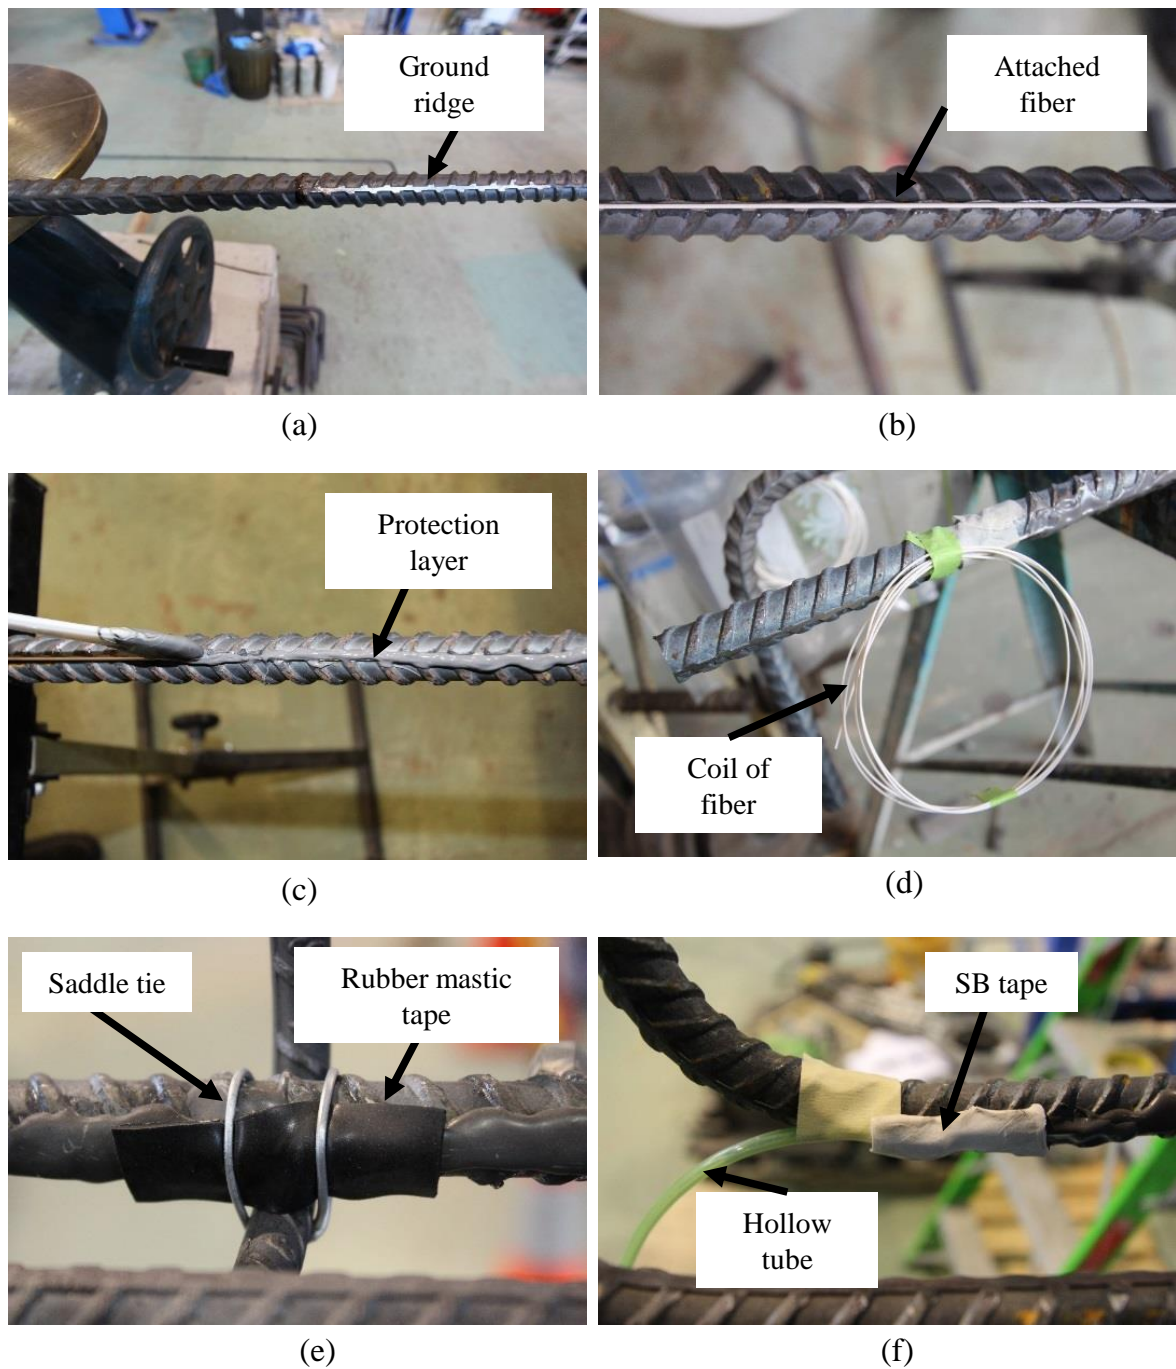 Ground
ridge
Attached
fiber
(a)
(b)
Protection
layer
Coil of
fiber
(c)
(d)
Saddle tie
Rubber mastic
tape
SB tape
Hollow
tube
(e)
(f)